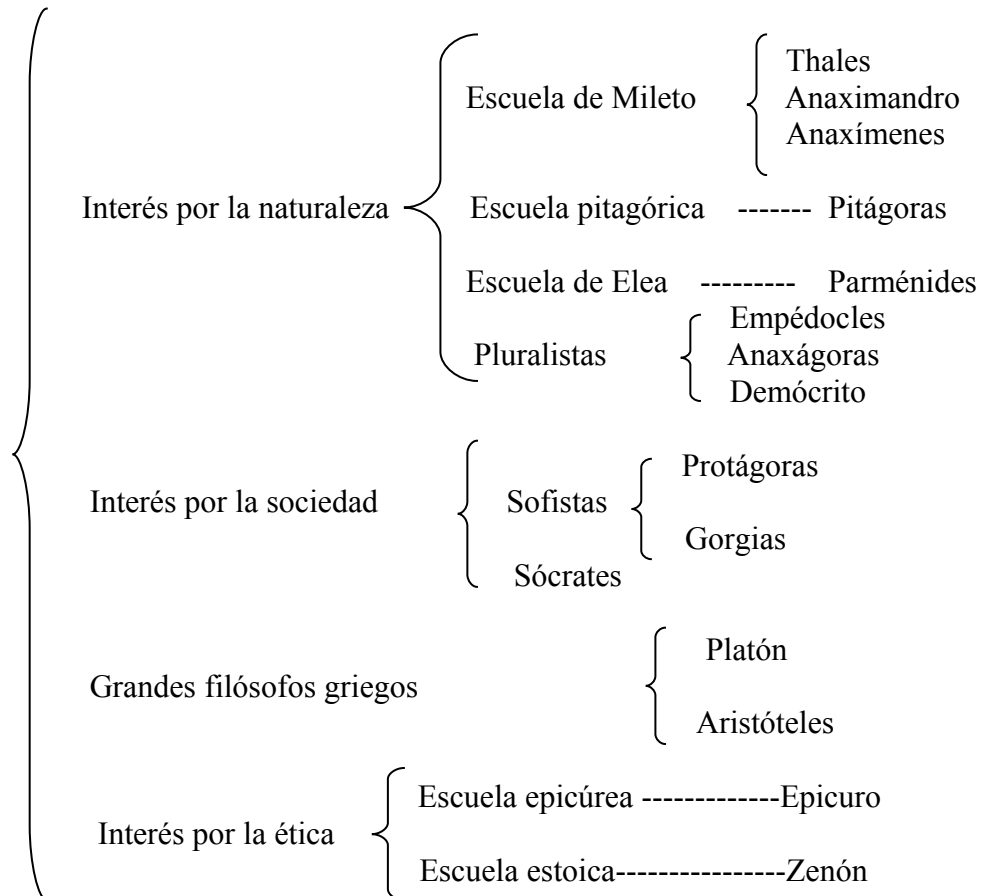 Thales
Escuela de Mileto Anaximandro
Anaxímenes
Interés por la naturaleza Escuela pitagórica ------- Pitágoras
Escuela de Elea --------- Parménides
Empédocles
Pluralistas Anaxágoras
Demócrito
Protágoras
Interés por la sociedad Sofistas
Gorgias
Sócrates
Platón
Grandes filósofos griegos
Aristóteles
Escuela epicúrea -------------Epicuro
Interés por la ética
Escuela estoica----------------Zenón